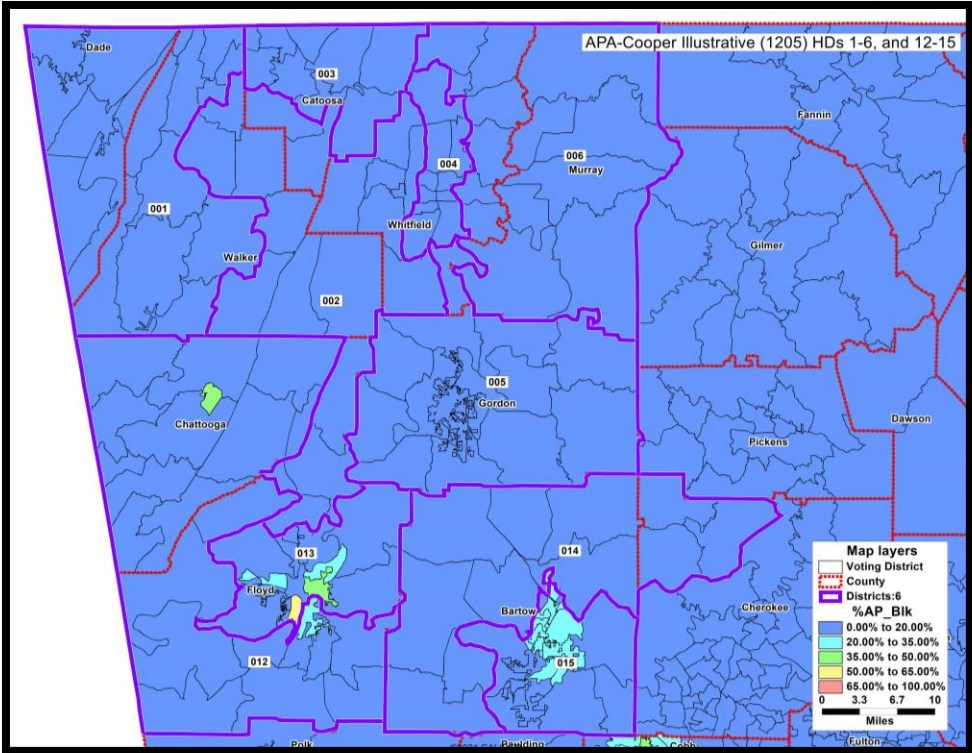 APA-Cooper Illustrative (1205) HDs 1-6, and 12-15
Dade
003
Catoosa
Fannin
004
006
Murray
001
Whitfield
Gilmer
Walker
002
005
Gordon
Chattooga
Dawson
Pickens
013
014
Floyd
Bartow
Cherokee
012
015
Map layers
Voting District
County
Districts:6
%AP_Blk
0.00% to 20.00%
20.00% to 35.00%
35.00% to 50.00%
50.00% to 65.00%
65.00% to 100.00%
0 3.3 6.7 10
Miles
Polk
Paulding
Cobb
Fulton